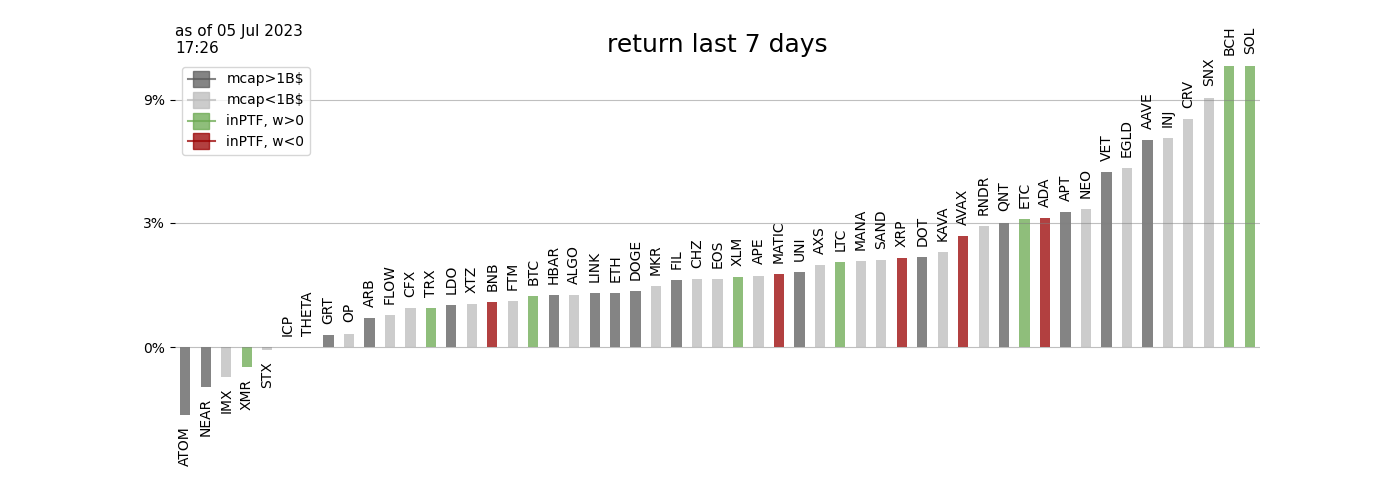 as of 05 Jul 2023
17:26
return last 7 days
mcap>1B$
mcap<1B$
inPTF, w>0
inPTF, w<0
9%
3%
0%
ATOM
NEAR
IMX
XMR
STX
ICP
THETA
GRT
OP
ARB
FLOW
CFX
TRX
LDO
XTZ
BNB
FTM
BTC
HBAR
ALGO
LINK
ETH
DOGE
MKR
FIL
CHZ
EOS
XLM
APE
MATIC
UNI
AXS
LTC
MANA
SAND
XRP
DOT
KAVA
AVAX
RNDR
QNT
ETC
ADA
APT
NEO
VET
EGLD
AAVE
INJ
CRV
SNX
BCH
SOL